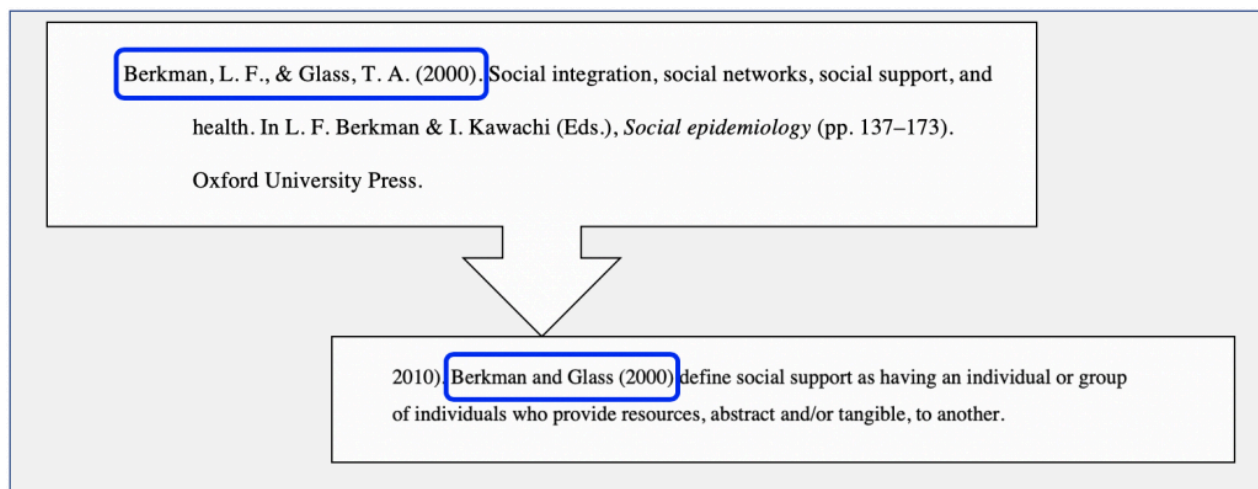 Berkman, L. F., & Glass, T. A. (2000). Social integration, social networks, social support, and
health. In L. F. Berkman & I. Kawachi (Eds.), Social epidemiology (pp. 137–173).
Oxford University Press.
2010). Berkman and Glass (2000) define social support as having an individual or group
of individuals who provide resources, abstract and/or tangible, to another.